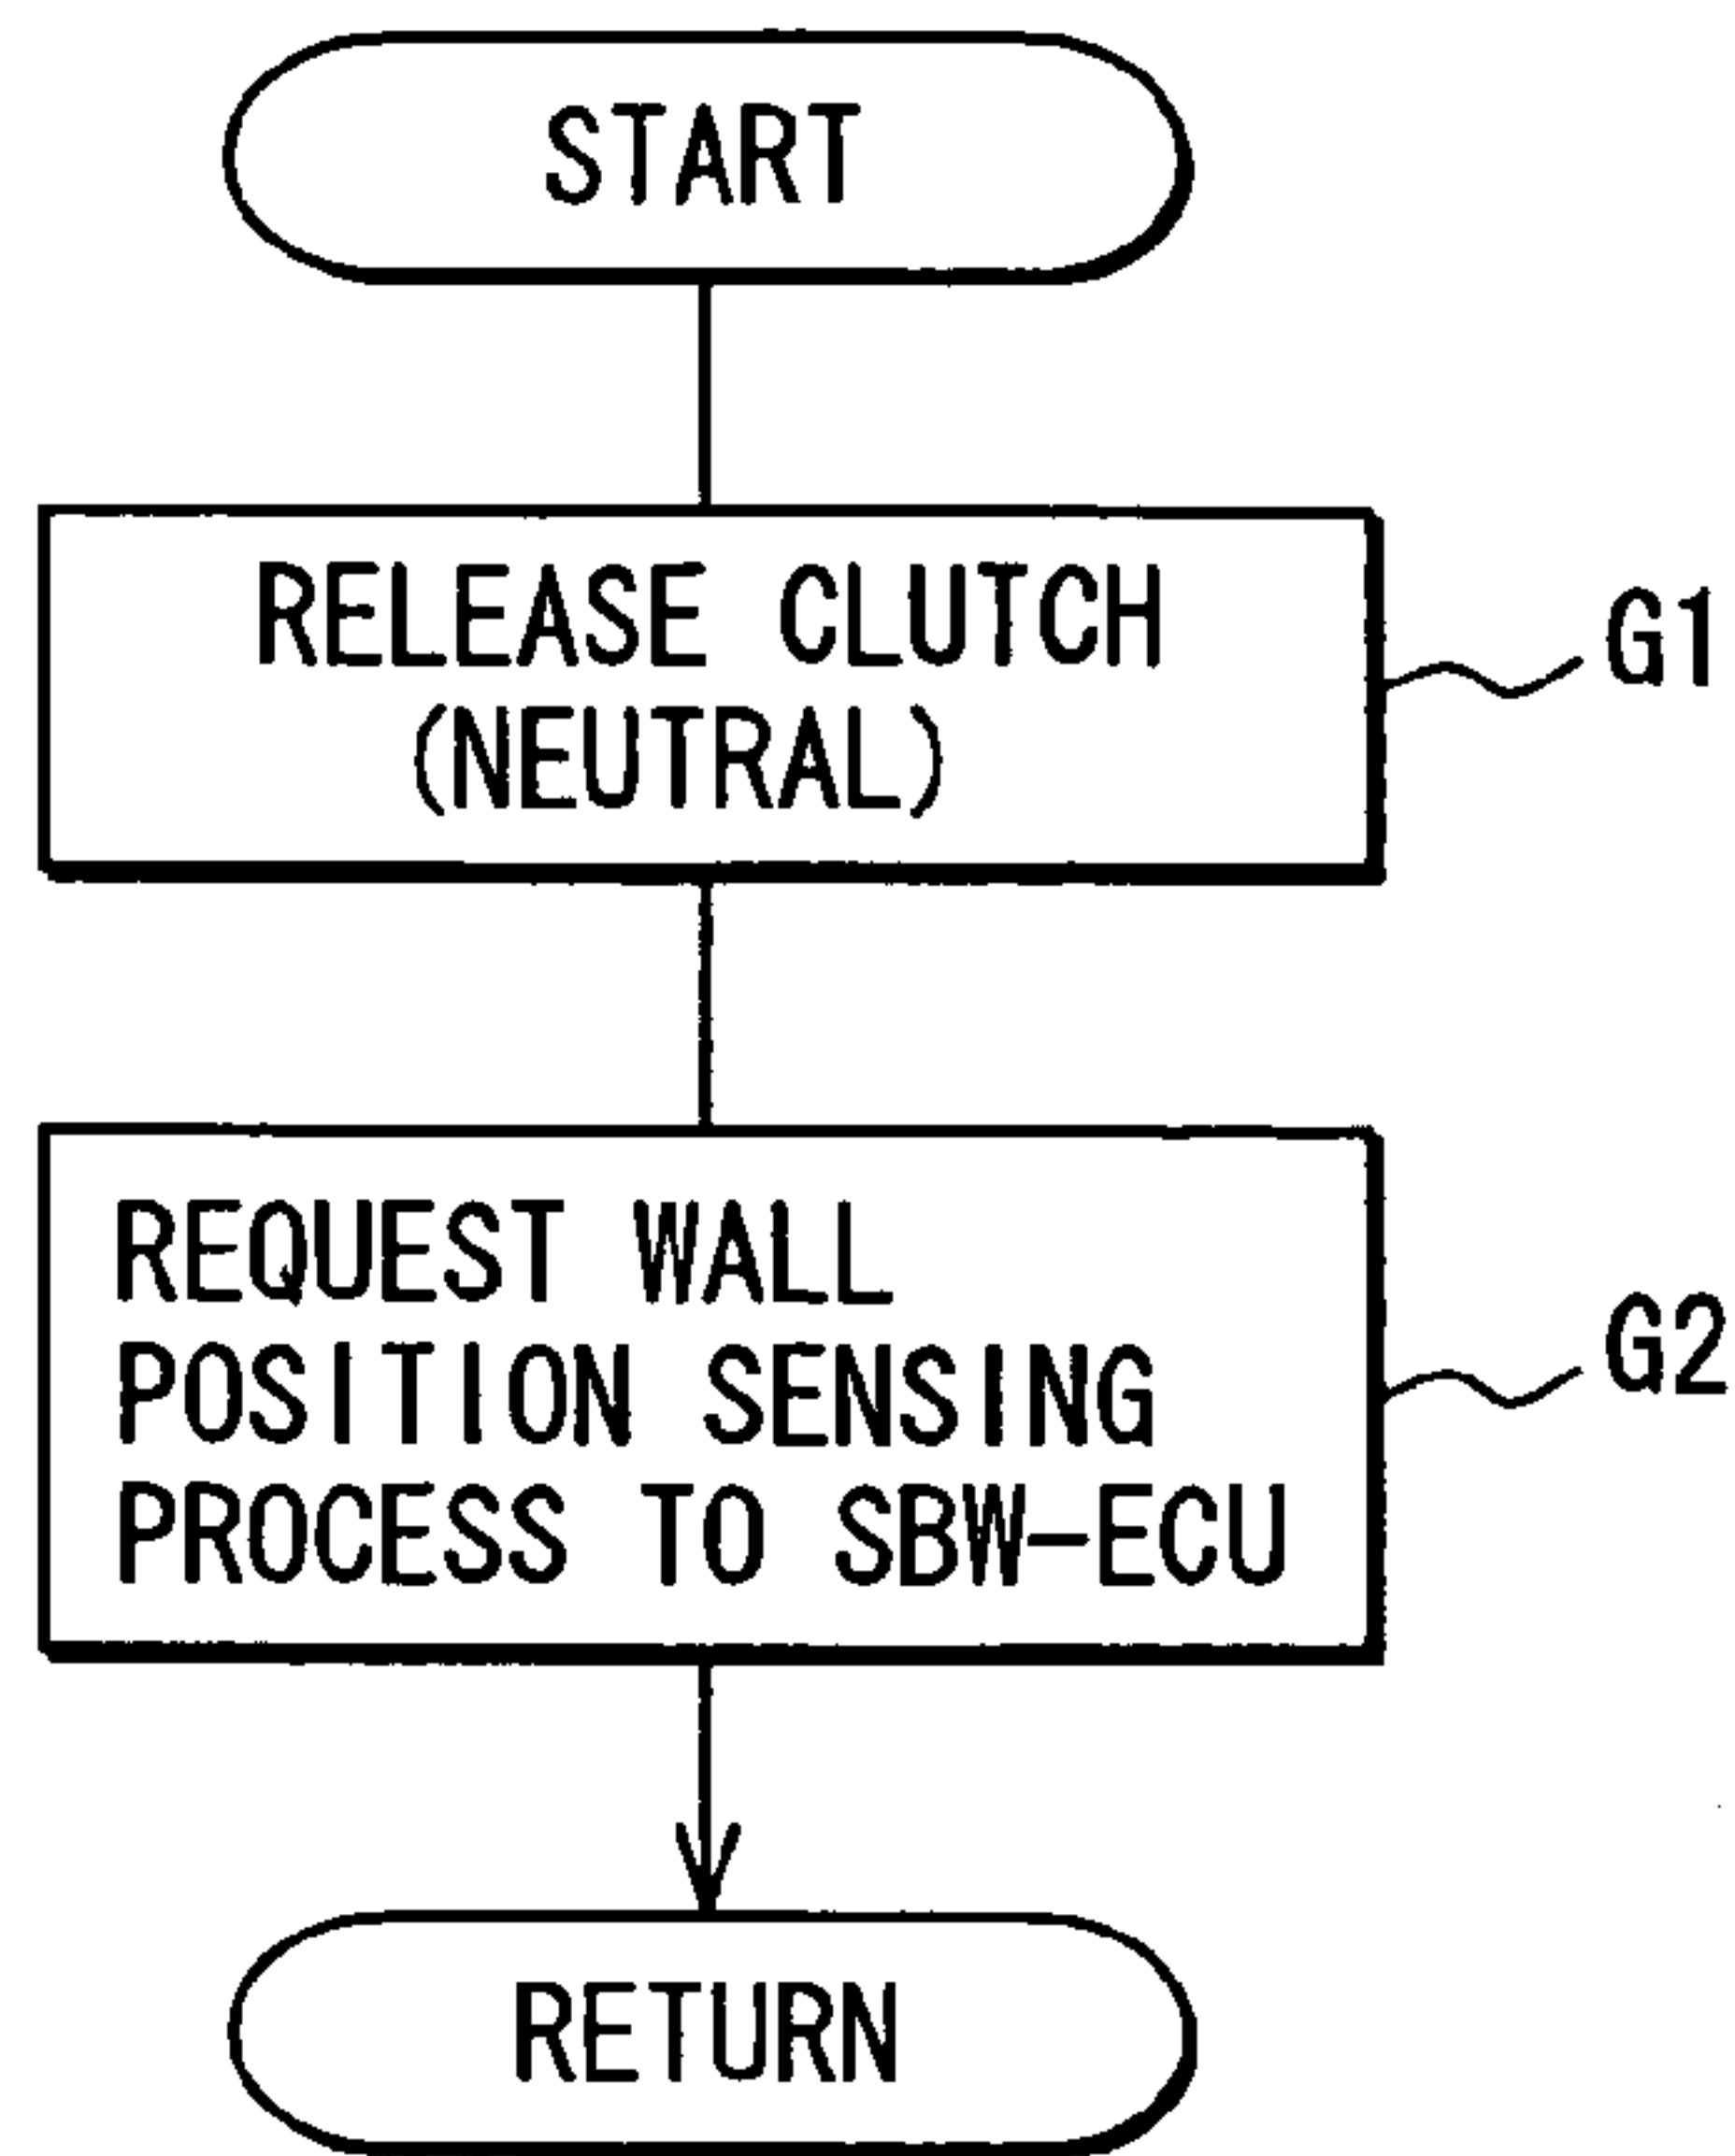 START
RELEASE CLUTCH
(NEUTRAL)
G1
REQUEST WALL
POSITION SENSING
PROCESS TO SBW-ECU
G2
RETURN